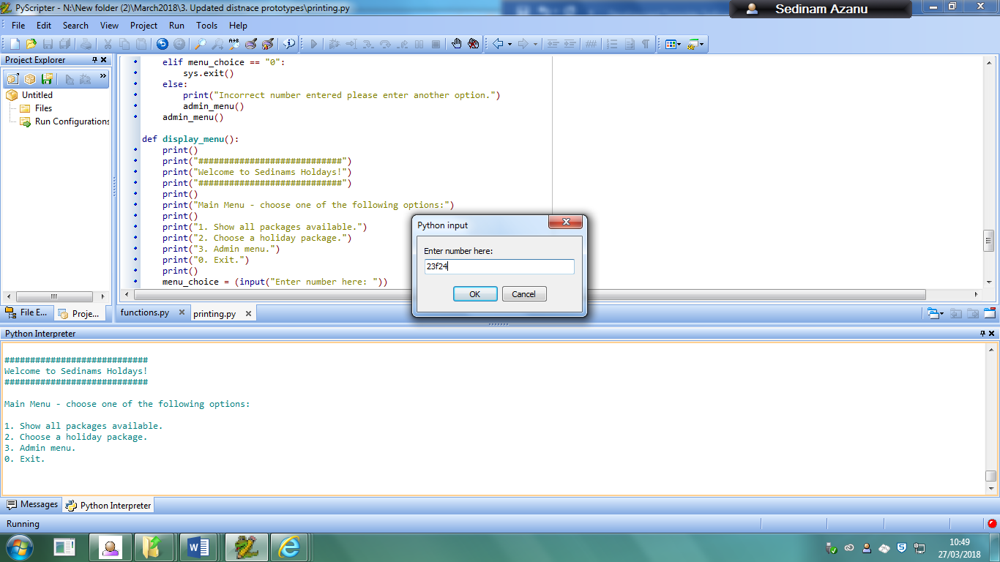 PyScripter - N:\New folder (2)\March2018\3. Updated distnace prototypes\printing.py
Sedinam Azanu
File Edit Search View Project Run Tools Help
Project Explorer
Untitled
Files
Run Configurations
elif menu_choice == "0":
sys.exit()
else:
print("Incorrect number entered please enter another option.")
admin_menu()
admin_menu()
def display_menu():
print()
print("############################")
print("Welcome to Sedinams Holdays!")
print("############################")
print()
print("Main Menu - choose one of the following options:")
print()
print("1. Show all packages available.")
print("2. Choose a holiday package.")
print("3. Admin menu.")
print("0. Exit.")
print()
menu_choice = (input("Enter number here: "))
Python input
Enter number here:
23f24
OK Cancel
File E... Proje...
functions.py printing.py
Python Interpreter
############################
Welcome to Sedinams Holdays!
############################
Main Menu - choose one of the following options:
1. Show all packages available.
2. Choose a holiday package.
3. Admin menu.
0. Exit.
Messages Python Interpreter
Running
10:49
27/03/2018